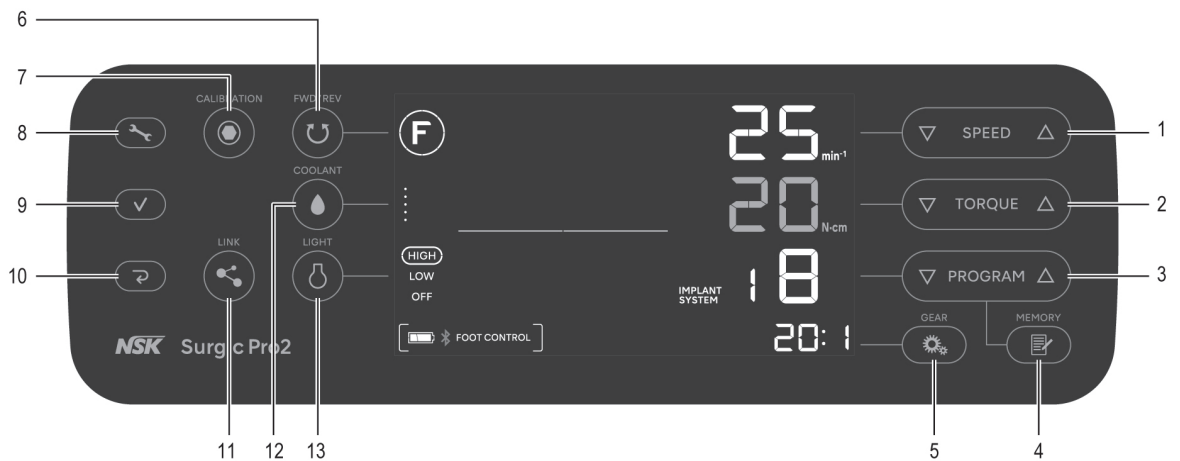 6
7
CALIBRATION FWD/REV
8
F
25 min-1
▽ SPEED △
1
COOLANT
9
20 N·cm
▽ TORQUE △
2
LINK LIGHT
HIGH
10
LOW
OFF
IMPLANT
SYSTEM
1 8
▽ PROGRAM △
3
GEAR MEMORY
NSK Surgic Pro2
FOOT CONTROL
20:1
11 12 13 5 4